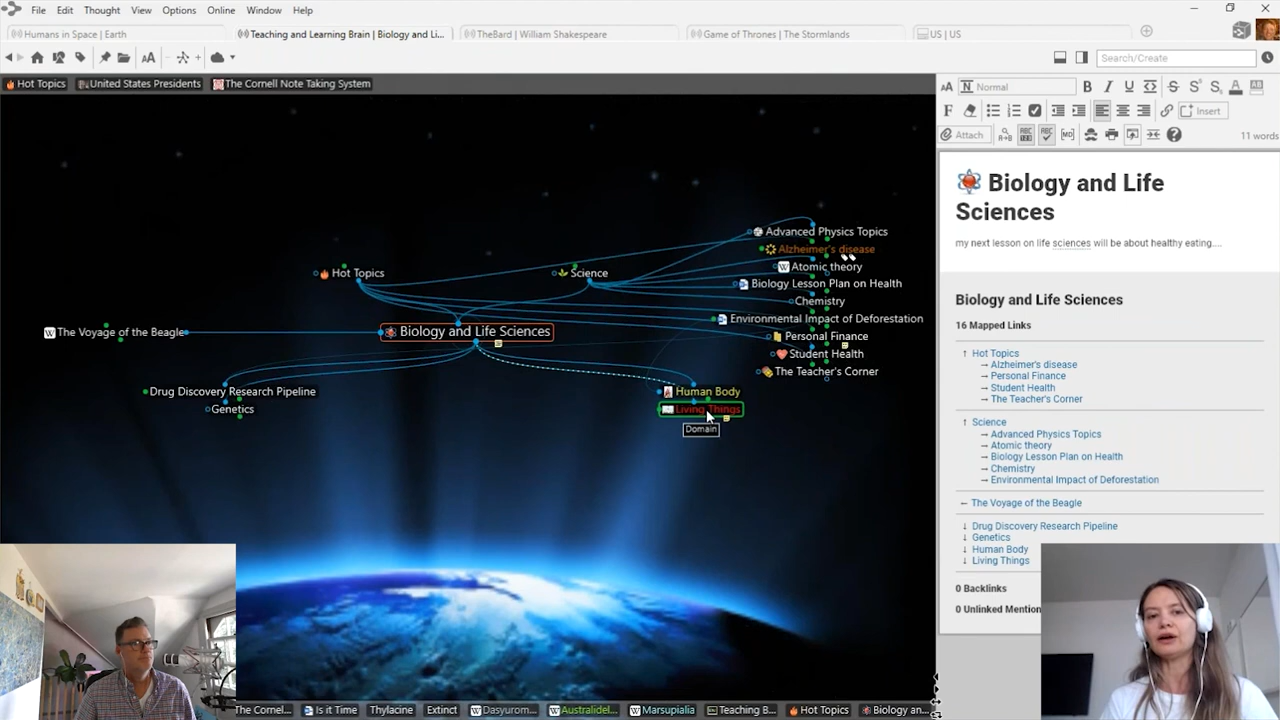 File Edit Thought View Options Online Window Help
Humans in Space | Earth
Teaching and Learning Brain | Biology and Li...
TheBard | William Shakespeare
Game of Thrones | The Stormlands
US | US
Search/Create
Hot Topics
United States Presidents
The Cornell Note Taking System
Normal
Insert
Attach
11 words
Advanced Physics Topics
Alzheimer's disease
Atomic theory
Biology Lesson Plan on Health
Chemistry
Environmental Impact of Deforestation
Personal Finance
Student Health
The Teacher's Corner
Hot Topics
Science
The Voyage of the Beagle
Biology and Life Sciences
Drug Discovery Research Pipeline
Genetics
Human Body
Living Things
Domain
Biology and Life
Sciences
my next lesson on life sciences will be about healthy eating....
Biology and Life Sciences
16 Mapped Links
↑ Hot Topics
→ Alzheimer's disease
→ Personal Finance
→ Student Health
→ The Teacher's Corner
↑ Science
→ Advanced Physics Topics
→ Atomic theory
→ Biology Lesson Plan on Health
→ Chemistry
→ Environmental Impact of Deforestation
← The Voyage of the Beagle
↓ Drug Discovery Research Pipeline
↓ Genetics
↓ Human Body
↓ Living Things
0 Backlinks
0 Unlinked Mention
The Cornel... Is it Time Thylacine Extinct Dasyurom... Australidel... Marsupialia Teaching B... Hot Topics Biology an...